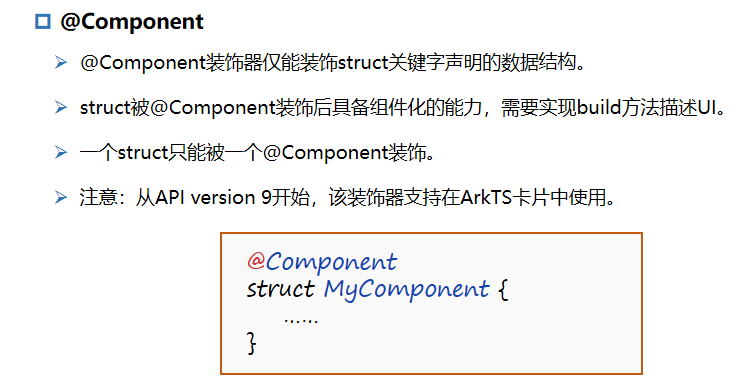 @Component
@Component装饰器仅能装饰struct关键字声明的数据结构。
struct被@Component装饰后具备组件化的能力，需要实现build方法描述UI。
一个struct只能被一个@Component装饰。
注意：从API version 9开始，该装饰器支持在ArkTS卡片中使用。
@Component
struct MyComponent {
……
}